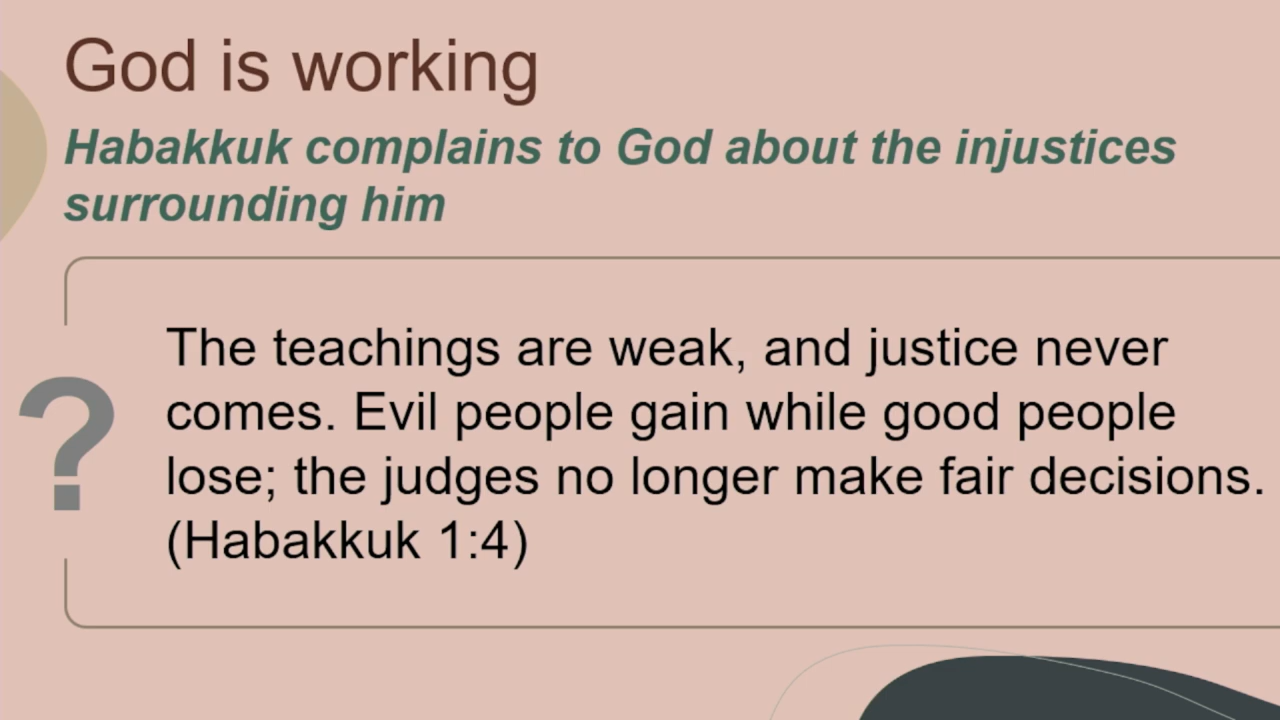 God is working
Habakkuk complains to God about the injustices
surrounding him
?
The teachings are weak, and justice never
comes. Evil people gain while good people
lose; the judges no longer make fair decisions.
(Habakkuk 1:4)